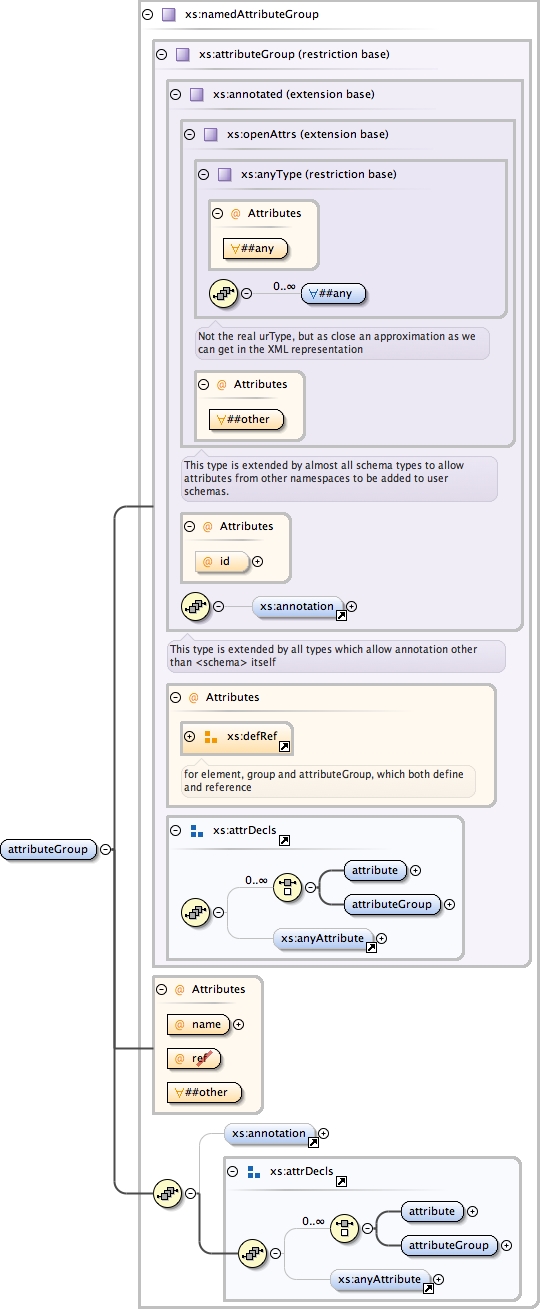 xs:namedAttributeGroup
xs:attributeGroup (restriction base)
xs:annotated (extension base)
xs:openAttrs (extension base)
xs:anyType (restriction base)
@ Attributes
∀##any
0..∞
∀##any
Not the real urType, but as close an approximation as we
can get in the XML representation
@ Attributes
∀##other
This type is extended by almost all schema types to allow
attributes from other namespaces to be added to user
schemas.
@ Attributes
@ id
xs:annotation
This type is extended by all types which allow annotation other
than <schema> itself
@ Attributes
xs:defRef
for element, group and attributeGroup, which both define
and reference
xs:attrDecls
attributeGroup
0..∞
attribute
attributeGroup
xs:anyAttribute
@ Attributes
@ name
@ ref
∀##other
xs:annotation
xs:attrDecls
0..∞
attribute
attributeGroup
xs:anyAttribute